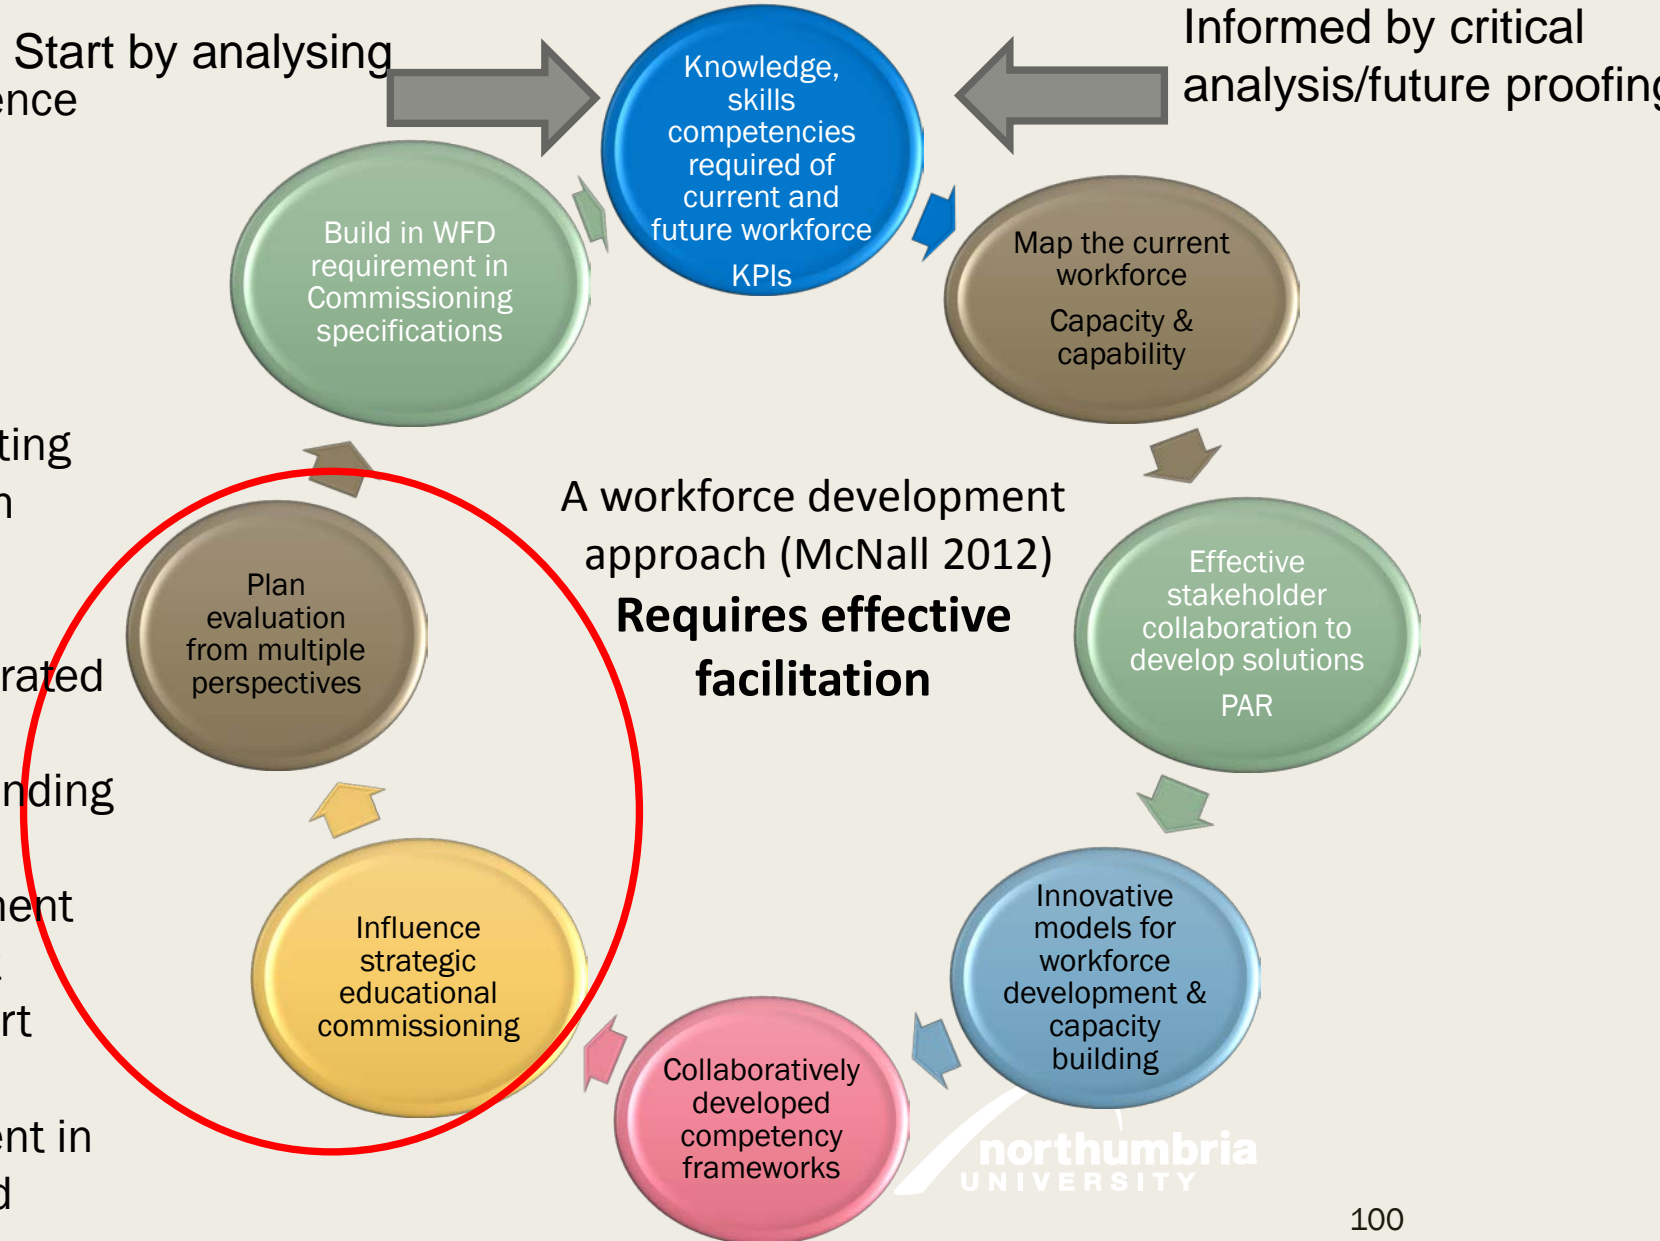 Start by analysing
ence
Informed by critical
analysis/future proofing
Knowledge,
skills
competencies
required of
current and
future workforce
KPIs
Map the current
workforce
Capacity &
capability
Effective
stakeholder
collaboration to
develop solutions
PAR
Innovative
models for
workforce
development &
capacity
building
Collaboratively
developed
competency
frameworks
Influence
strategic
educational
commissioning
Plan
evaluation
from multiple
perspectives
Build in WFD
requirement in
Commissioning
specifications
A workforce development
approach (McNall 2012)
Requires effective
facilitation
ting
rated
nding
nent
rt
ent in
northumbria
UNIVERSITY
100